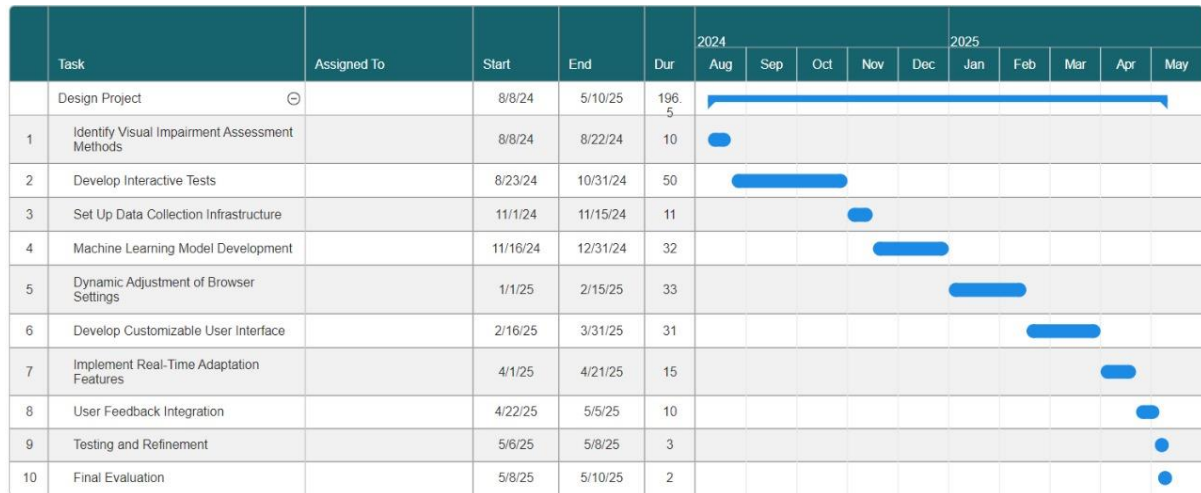 2024 2025
Task Assigned To Start End Dur Aug Sep Oct Nov Dec Jan Feb Mar Apr May
Design Project 8/8/24 5/10/25 196.
5
1 Identify Visual Impairment Assessment
Methods 8/8/24 8/22/24 10
2 Develop Interactive Tests 8/23/24 10/31/24 50
3 Set Up Data Collection Infrastructure 11/1/24 11/15/24 11
4 Machine Learning Model Development 11/16/24 12/31/24 32
5 Dynamic Adjustment of Browser
Settings 1/1/25 2/15/25 33
6 Develop Customizable User Interface 2/16/25 3/31/25 31
7 Implement Real-Time Adaptation
Features 4/1/25 4/21/25 15
8 User Feedback Integration 4/22/25 5/5/25 10
9 Testing and Refinement 5/6/25 5/8/25 3
10 Final Evaluation 5/8/25 5/10/25 2